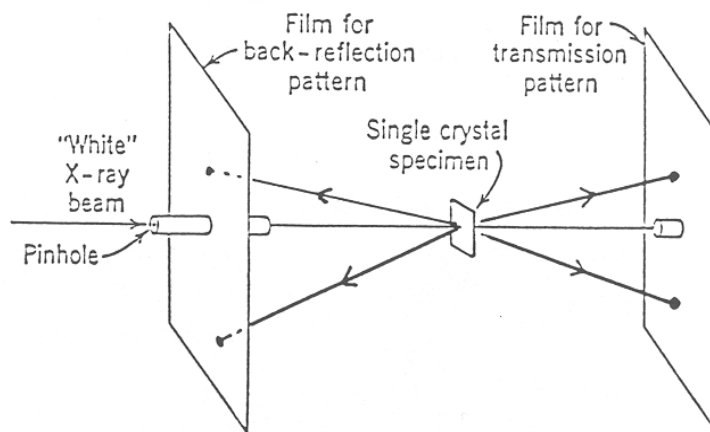 Film for
back-reflection
pattern
Film for
transmission
pattern
Single crystal
specimen
"White"
X-ray
beam
Pinhole